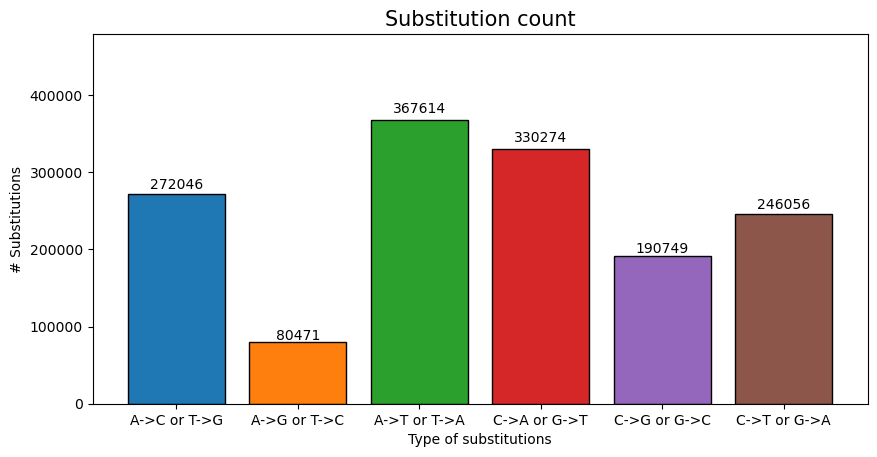 Substitution count
# Substitutions
400000
300000
200000
100000
0
272046
80471
367614
330274
190749
246056
A->C or T->G
A->G or T->C
A->T or T->A
C->A or G->T
C->G or G->C
C->T or G->A
Type of substitutions